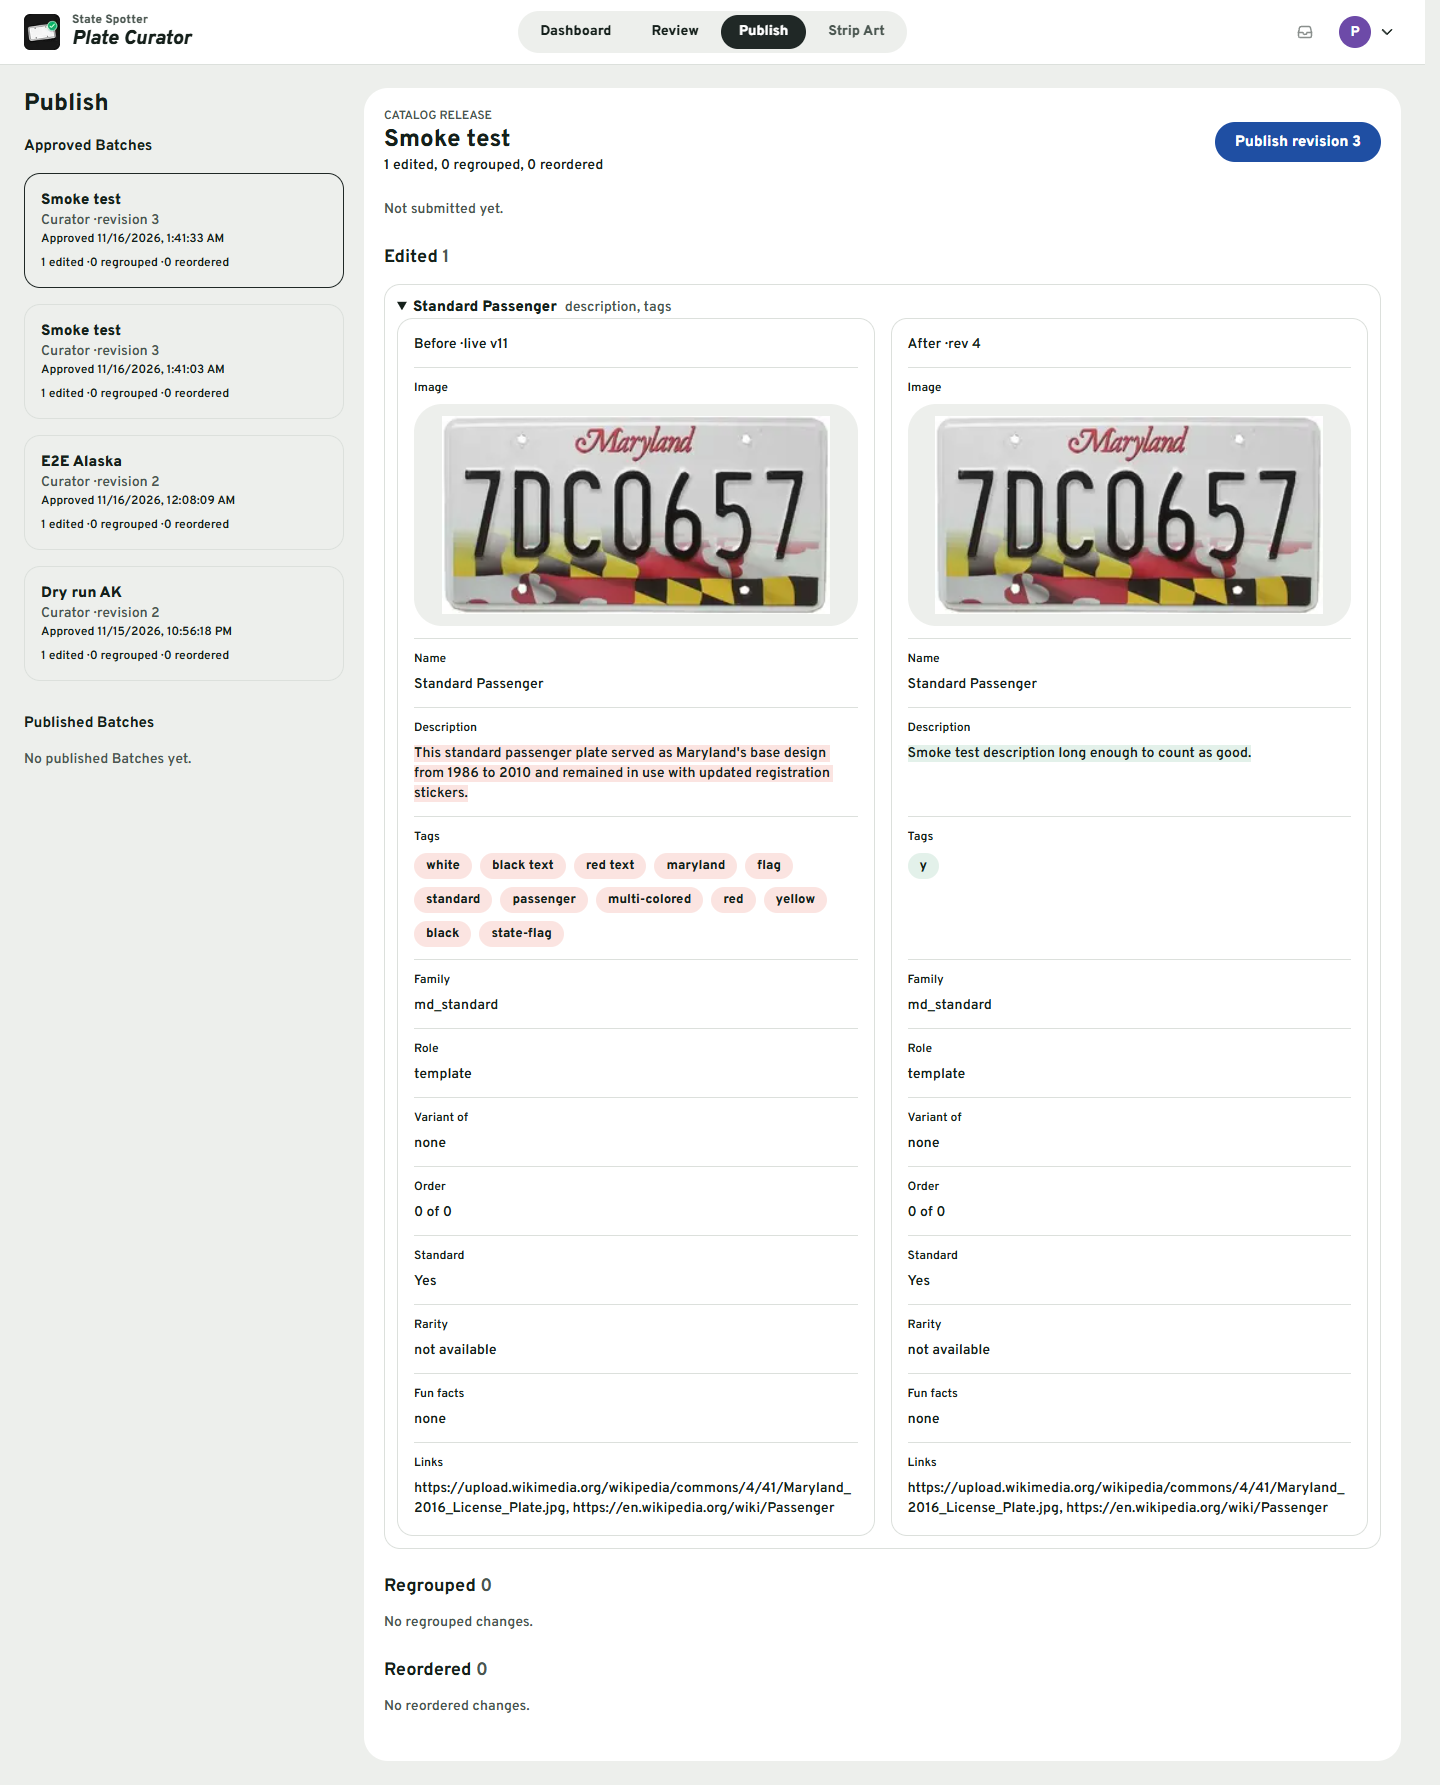 State Spotter
Plate Curator
Dashboard
Review
Publish
Strip Art
P
Publish
Approved Batches
Smoke test
Curator ·revision 3
Approved 11/16/2026, 1:41:33 AM
1 edited ·0 regrouped ·0 reordered
Smoke test
Curator ·revision 3
Approved 11/16/2026, 1:41:03 AM
1 edited ·0 regrouped ·0 reordered
E2E Alaska
Curator ·revision 2
Approved 11/16/2026, 12:08:09 AM
1 edited ·0 regrouped ·0 reordered
Dry run AK
Curator ·revision 2
Approved 11/15/2026, 10:56:18 PM
1 edited ·0 regrouped ·0 reordered
Published Batches
No published Batches yet.
CATALOG RELEASE
Smoke test
1 edited, 0 regrouped, 0 reordered
Publish revision 3
Not submitted yet.
Edited 1
Standard Passenger description, tags
Before ·live v11
Image
Maryland
7DC0657
Name
Standard Passenger
Description
This standard passenger plate served as Maryland's base design
from 1986 to 2010 and remained in use with updated registration
stickers.
Tags
white black text red text maryland flag
standard passenger multi-colored red yellow
black state-flag
Family
md_standard
Role
template
Variant of
none
Order
0 of 0
Standard
Yes
Rarity
not available
Fun facts
none
Links
https://upload.wikimedia.org/wikipedia/commons/4/41/Maryland_
2016_License_Plate.jpg, https://en.wikipedia.org/wiki/Passenger
After ·rev 4
Image
Maryland
7DC0657
Name
Standard Passenger
Description
Smoke test description long enough to count as good.
Tags
y
Family
md_standard
Role
template
Variant of
none
Order
0 of 0
Standard
Yes
Rarity
not available
Fun facts
none
Links
https://upload.wikimedia.org/wikipedia/commons/4/41/Maryland_
2016_License_Plate.jpg, https://en.wikipedia.org/wiki/Passenger
Regrouped 0
No regrouped changes.
Reordered 0
No reordered changes.